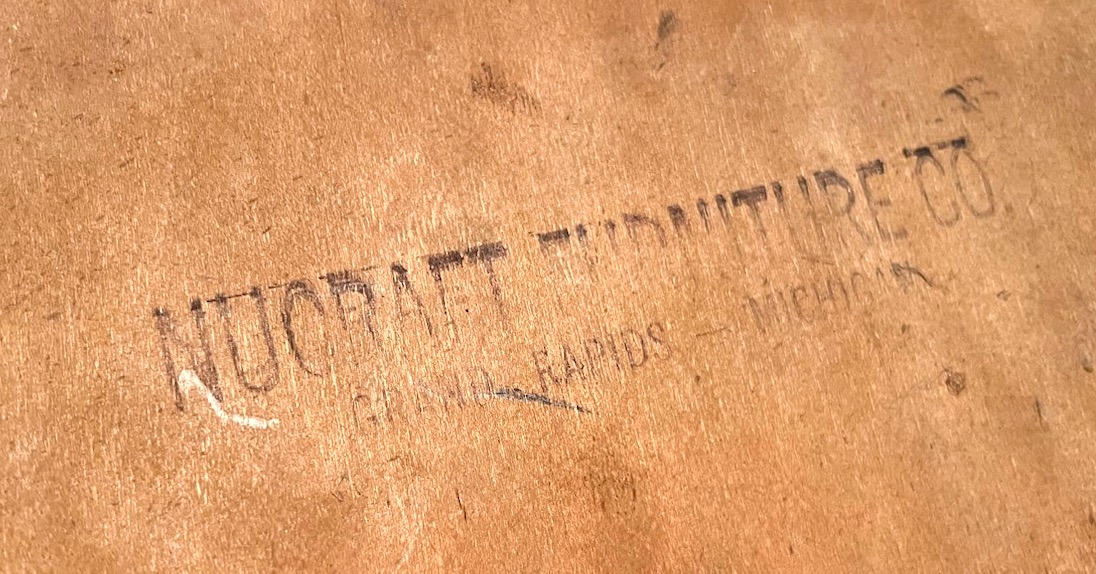 NUCRAFT FURNITURE CO.
GRAND RAPIDS — MICHIGAN